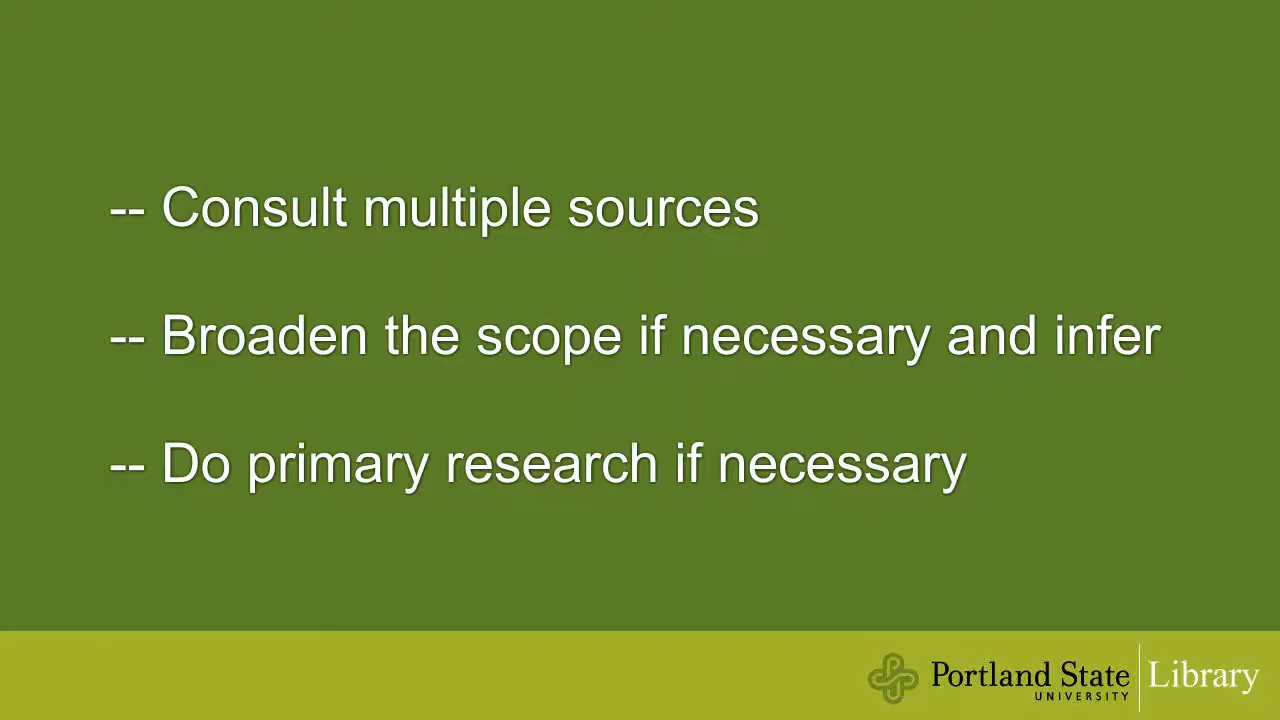 -- Consult multiple sources
-- Broaden the scope if necessary and infer
-- Do primary research if necessary
Portland State
UNIVERSITY
Library